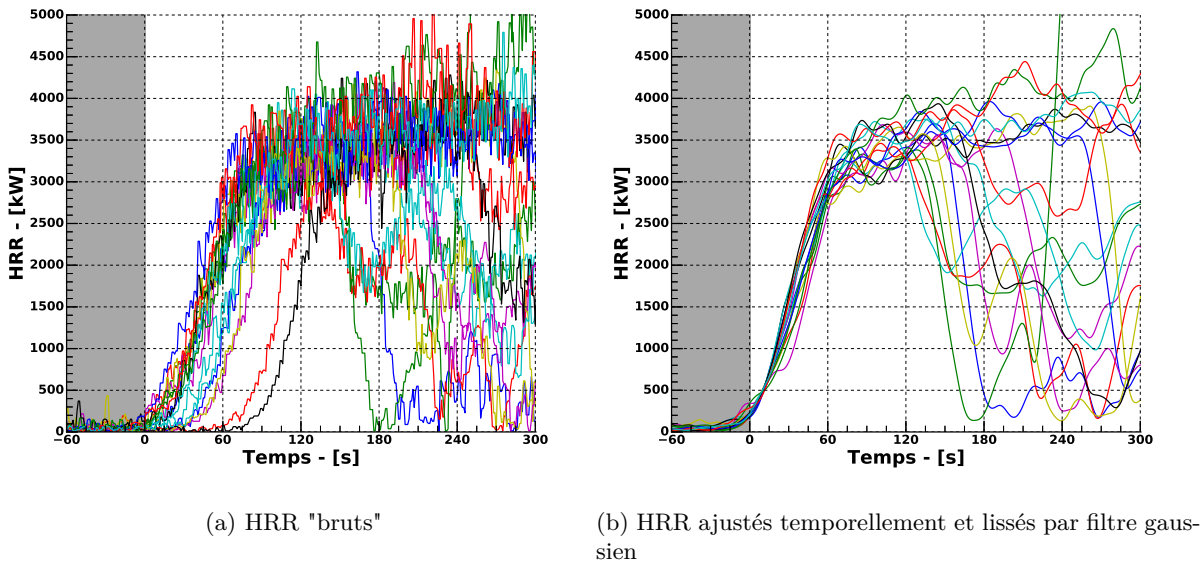 5000
4500
4000
3500
3000
2500
2000
1500
1000
500
0
HRR - [kW]
−60 0 60 120 180 240 300
Temps - [s]
5000
4500
4000
3500
3000
2500
2000
1500
1000
500
0
HRR - [kW]
−60 0 60 120 180 240 300
Temps - [s]
(a) HRR "bruts"
(b) HRR ajustés temporellement et lissés par filtre gaus-
sien